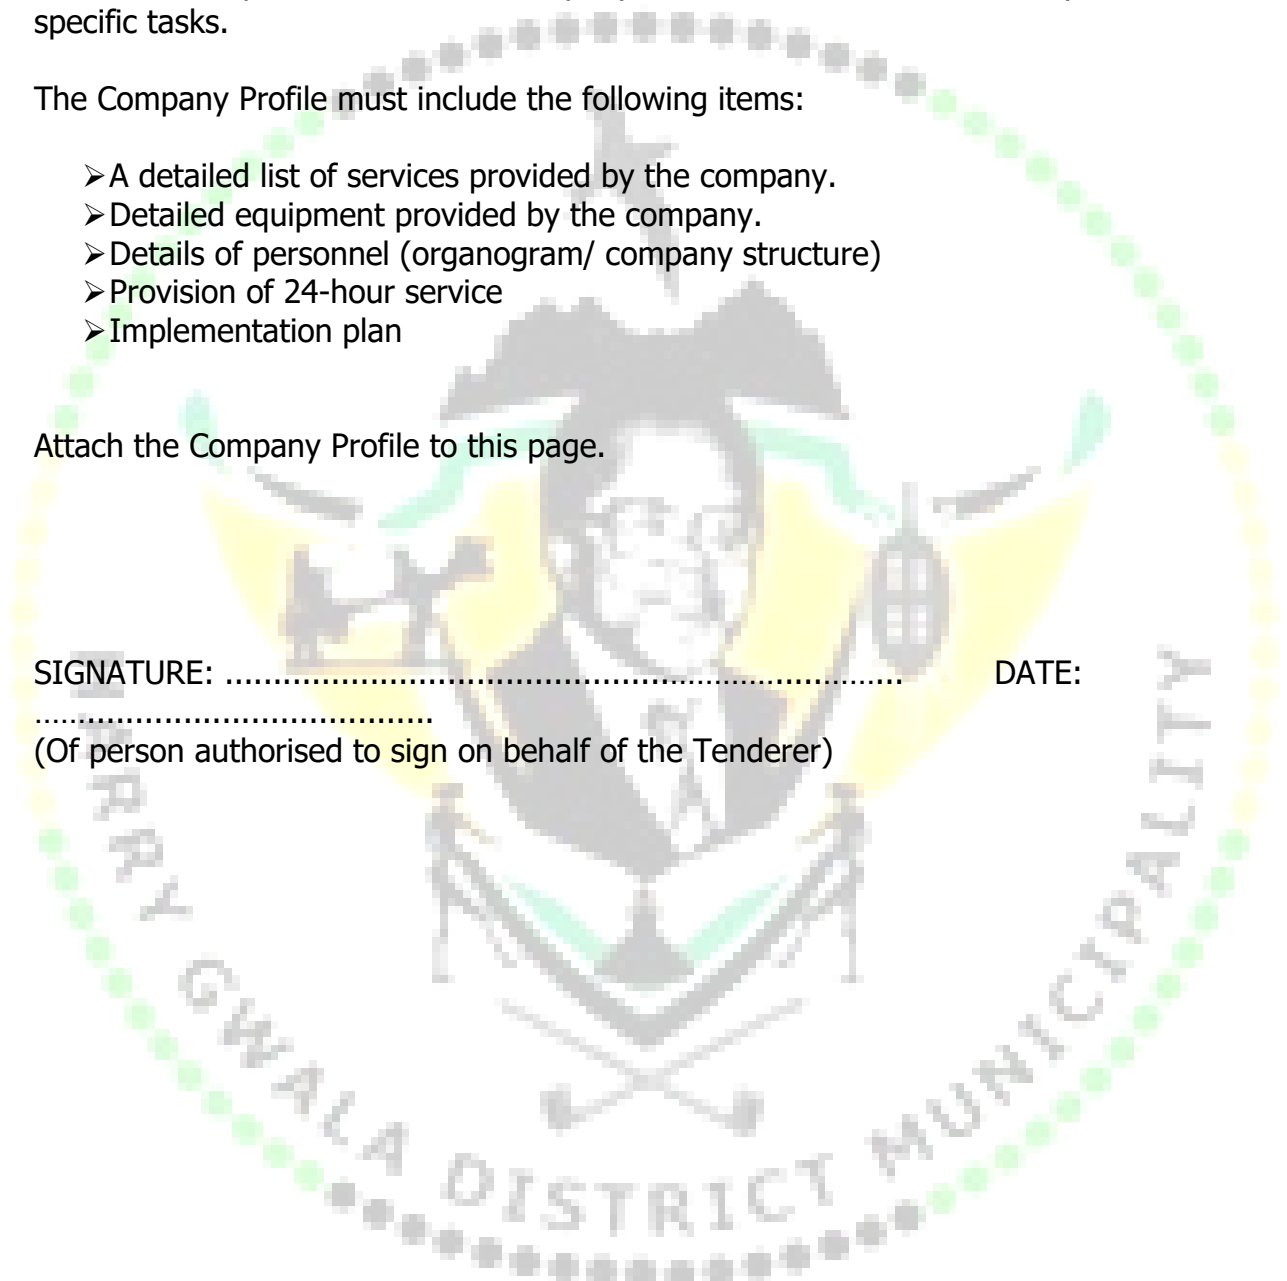 specific tasks.
The Company Profile must include the following items:
➢A detailed list of services provided by the company.
➢Detailed equipment provided by the company.
➢Details of personnel (organogram/ company structure)
➢Provision of 24-hour service
➢Implementation plan
Attach the Company Profile to this page.
SIGNATURE: ........................................................................ DATE:
..........................................
(Of person authorised to sign on behalf of the Tenderer)
HARRY GWALA DISTRICT MUNICIPALITY